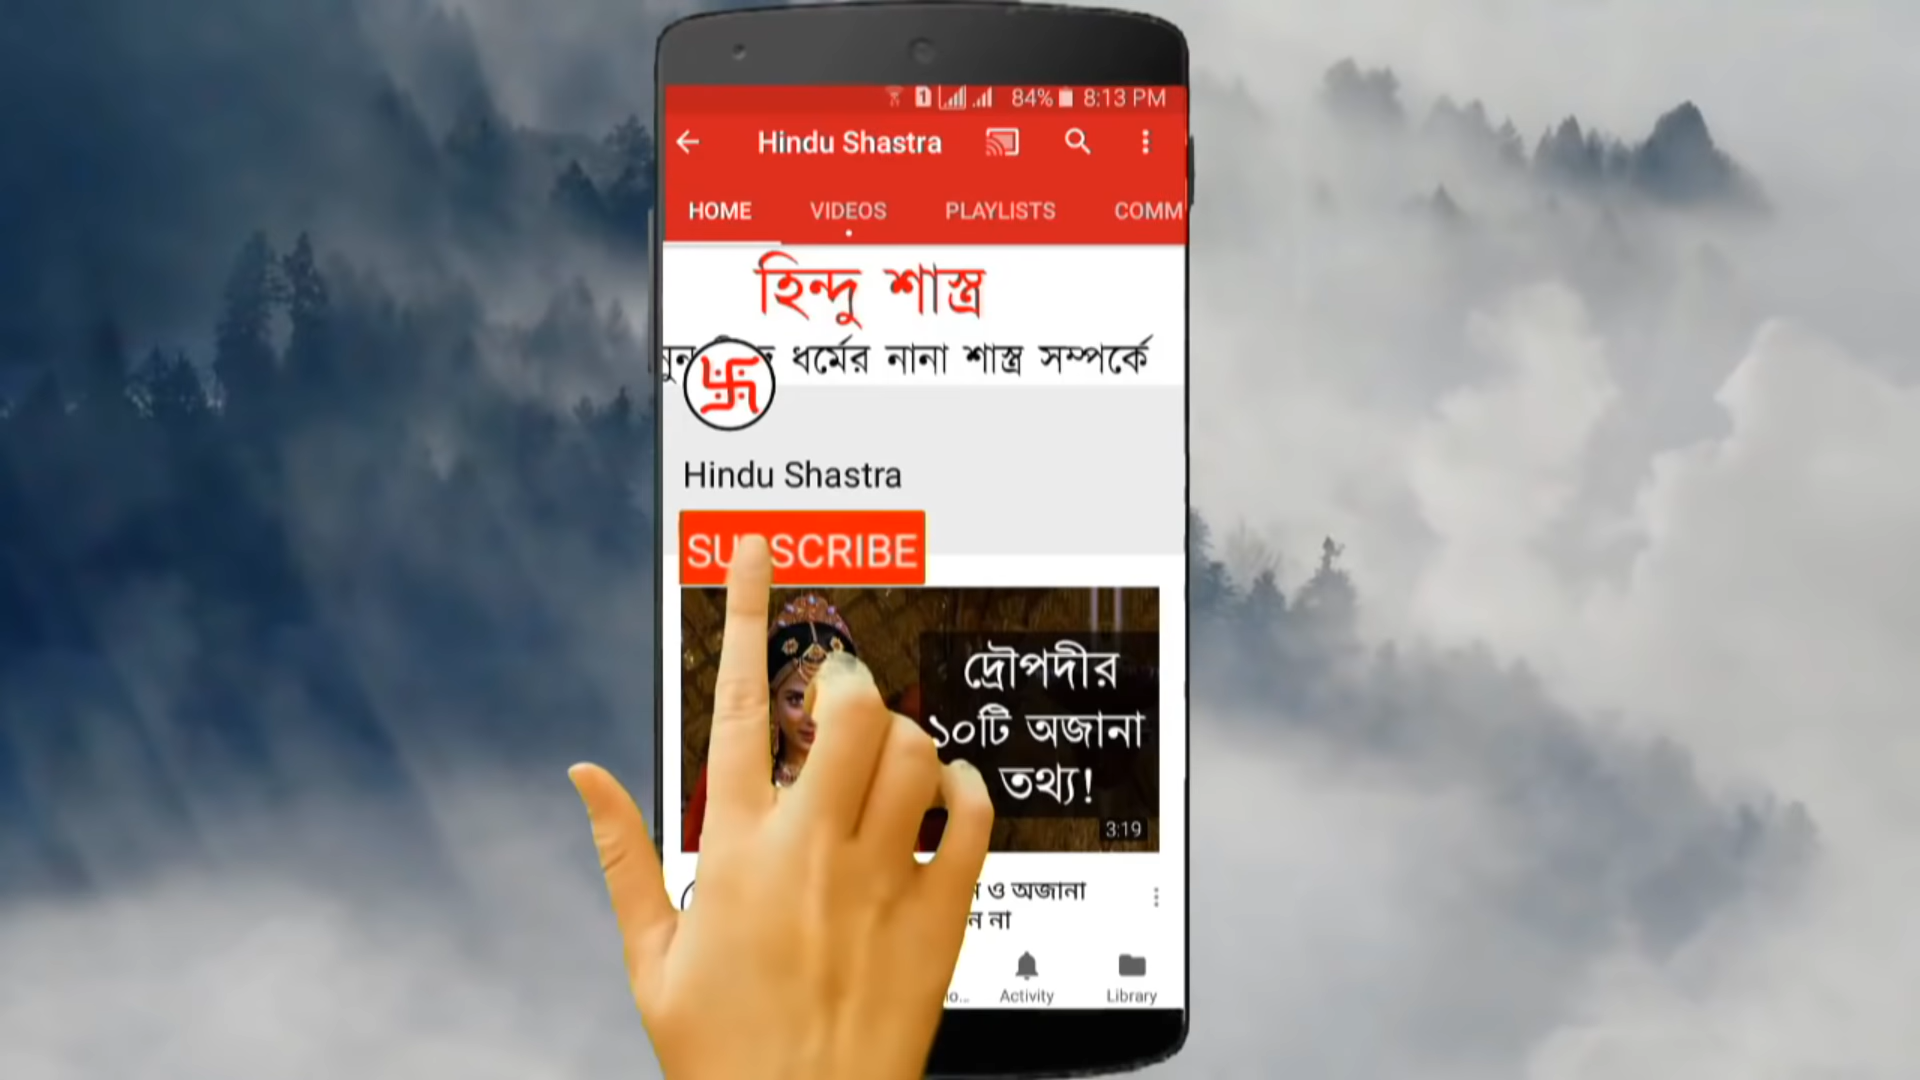 84% 8:13 PM
Hindu Shastra
HOME VIDEOS PLAYLISTS COMM
হিন্দু শাস্ত্র
ধর্মের নানা শাস্ত্র সম্পর্কে
Hindu Shastra
SUBSCRIBE
দ্রৌপদীর
১০টি অজানা
তথ্য!
3:19
ও অজানা
না
Activity Library